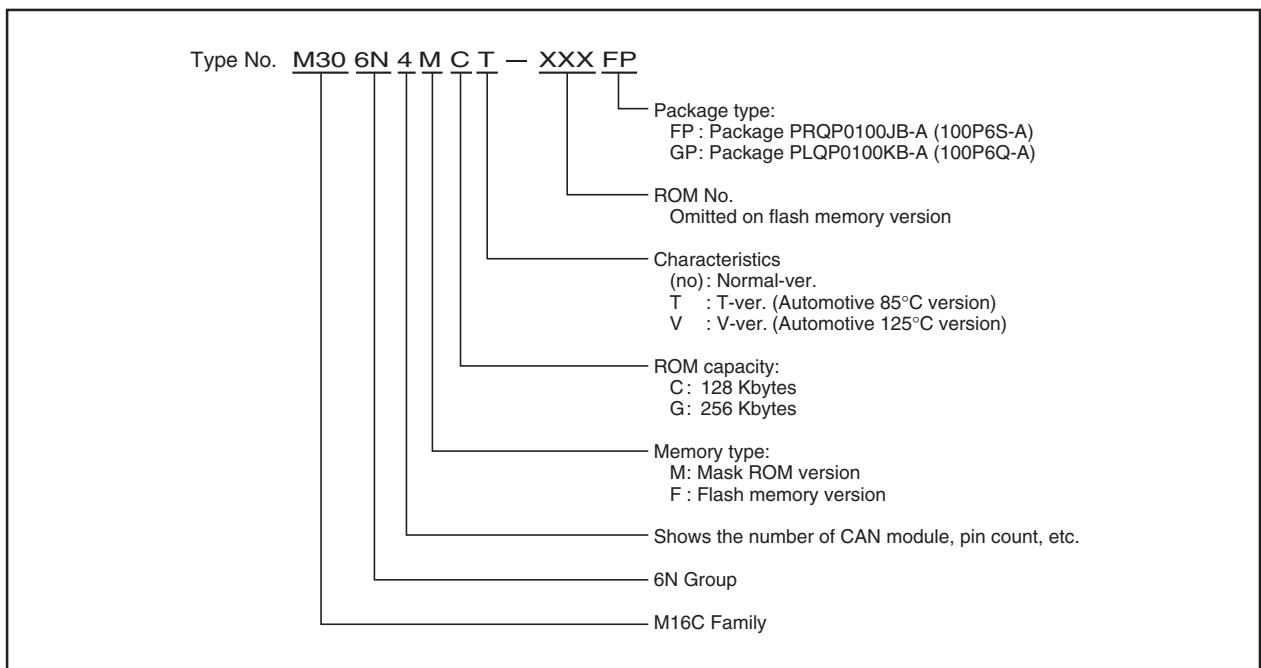 Type No. M30 6N 4 M C T — XXX FP
Package type:
FP : Package PRQP0100JB-A (100P6S-A)
GP: Package PLQP0100KB-A (100P6Q-A)
ROM No.
Omitted on flash memory version
Characteristics
(no) : Normal-ver.
T : T-ver. (Automotive 85°C version)
V : V-ver. (Automotive 125°C version)
ROM capacity:
C : 128 Kbytes
G : 256 Kbytes
Memory type:
M: Mask ROM version
F : Flash memory version
Shows the number of CAN module, pin count, etc.
6N Group
M16C Family